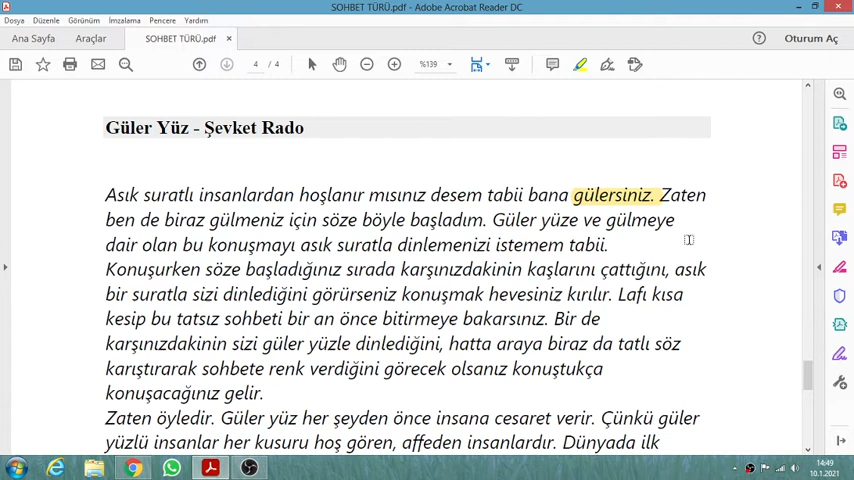 SOHBET TÜRÜ.pdf - Adobe Acrobat Reader DC
Dosya Düzenle Görünüm İmzalama Pencere Yardım
Ana Sayfa Araçlar SOHBET TÜRÜ.pdf × Oturum Aç
4 / 4 %139
Güler Yüz - Şevket Rado
Asık suratlı insanlardan hoşlanır mısınız desem tabii bana gülersiniz. Zaten
ben de biraz gülmeniz için söze böyle başladım. Güler yüze ve gülmeye
dair olan bu konuşmayı asık suratla dinlemenizi istemem tabii.
Konuşurken söze başladığınız sırada karşınızdakinin kaşlarını çattığını, asık
bir suratla sizi dinlediğini görürseniz konuşmak hevesiniz kırılır. Lafı kısa
kesip bu tatsız sohbeti bir an önce bitirmeye bakarsınız. Bir de
karşınızdakinin sizi güler yüzle dinlediğini, hatta araya biraz da tatlı söz
karıştırarak sohbete renk verdiğini görecek olsanız konuştukça
konuşacağınız gelir.
Zaten öyledir. Güler yüz her şeyden önce insana cesaret verir. Çünkü güler
yüzlü insanlar her kusuru hoş gören, affeden insanlardır. Dünyada ilk
14:49
10.1.2021